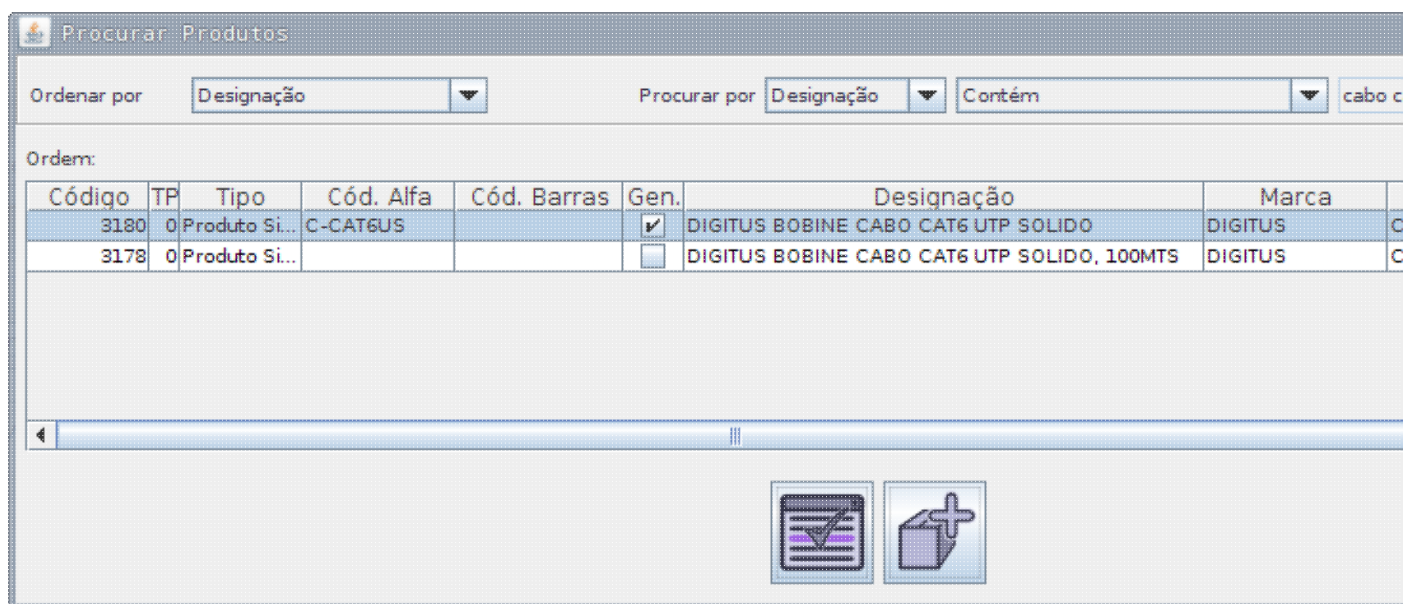 Procurar Produtos
Ordenar por Designação Procurar por Designação Contém cabo c
Ordem:
Código TP Tipo Cód. Alfa Cód. Barras Gen. Designação Marca
3180 0 Produto Si... C-CAT6US DIGITUS BOBINE CABO CAT6 UTP SOLIDO DIGITUS C
3178 0 Produto Si... DIGITUS BOBINE CABO CAT6 UTP SOLIDO, 100MTS DIGITUS C